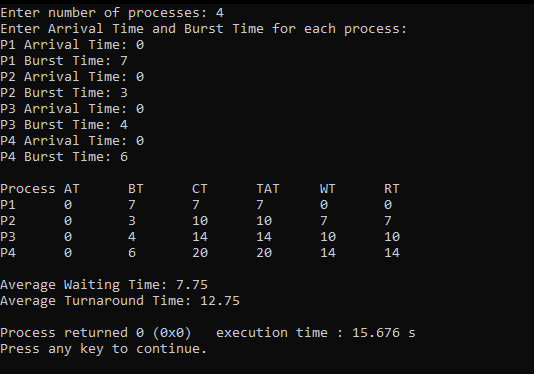 Enter number of processes: 4
Enter Arrival Time and Burst Time for each process:
P1 Arrival Time: 0
P1 Burst Time: 7
P2 Arrival Time: 0
P2 Burst Time: 3
P3 Arrival Time: 0
P3 Burst Time: 4
P4 Arrival Time: 0
P4 Burst Time: 6
Process AT BT CT TAT WT RT
P1 0 7 7 7 0 0
P2 0 3 10 10 7 7
P3 0 4 14 14 10 10
P4 0 6 20 20 14 14
Average Waiting Time: 7.75
Average Turnaround Time: 12.75
Process returned 0 (0x0) execution time : 15.676 s
Press any key to continue.